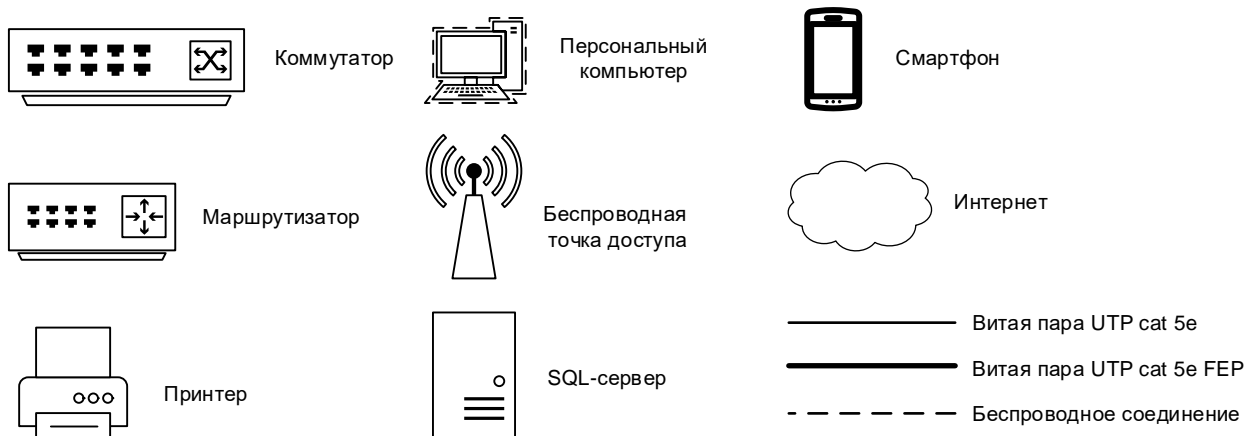 Коммутатор
Персональный
компьютер
Смартфон
Маршрутизатор
Беспроводная
точка доступа
Интернет
Принтер
SQL-сервер
Витая пара UTP cat 5e
Витая пара UTP cat 5e FEP
Беспроводное соединение